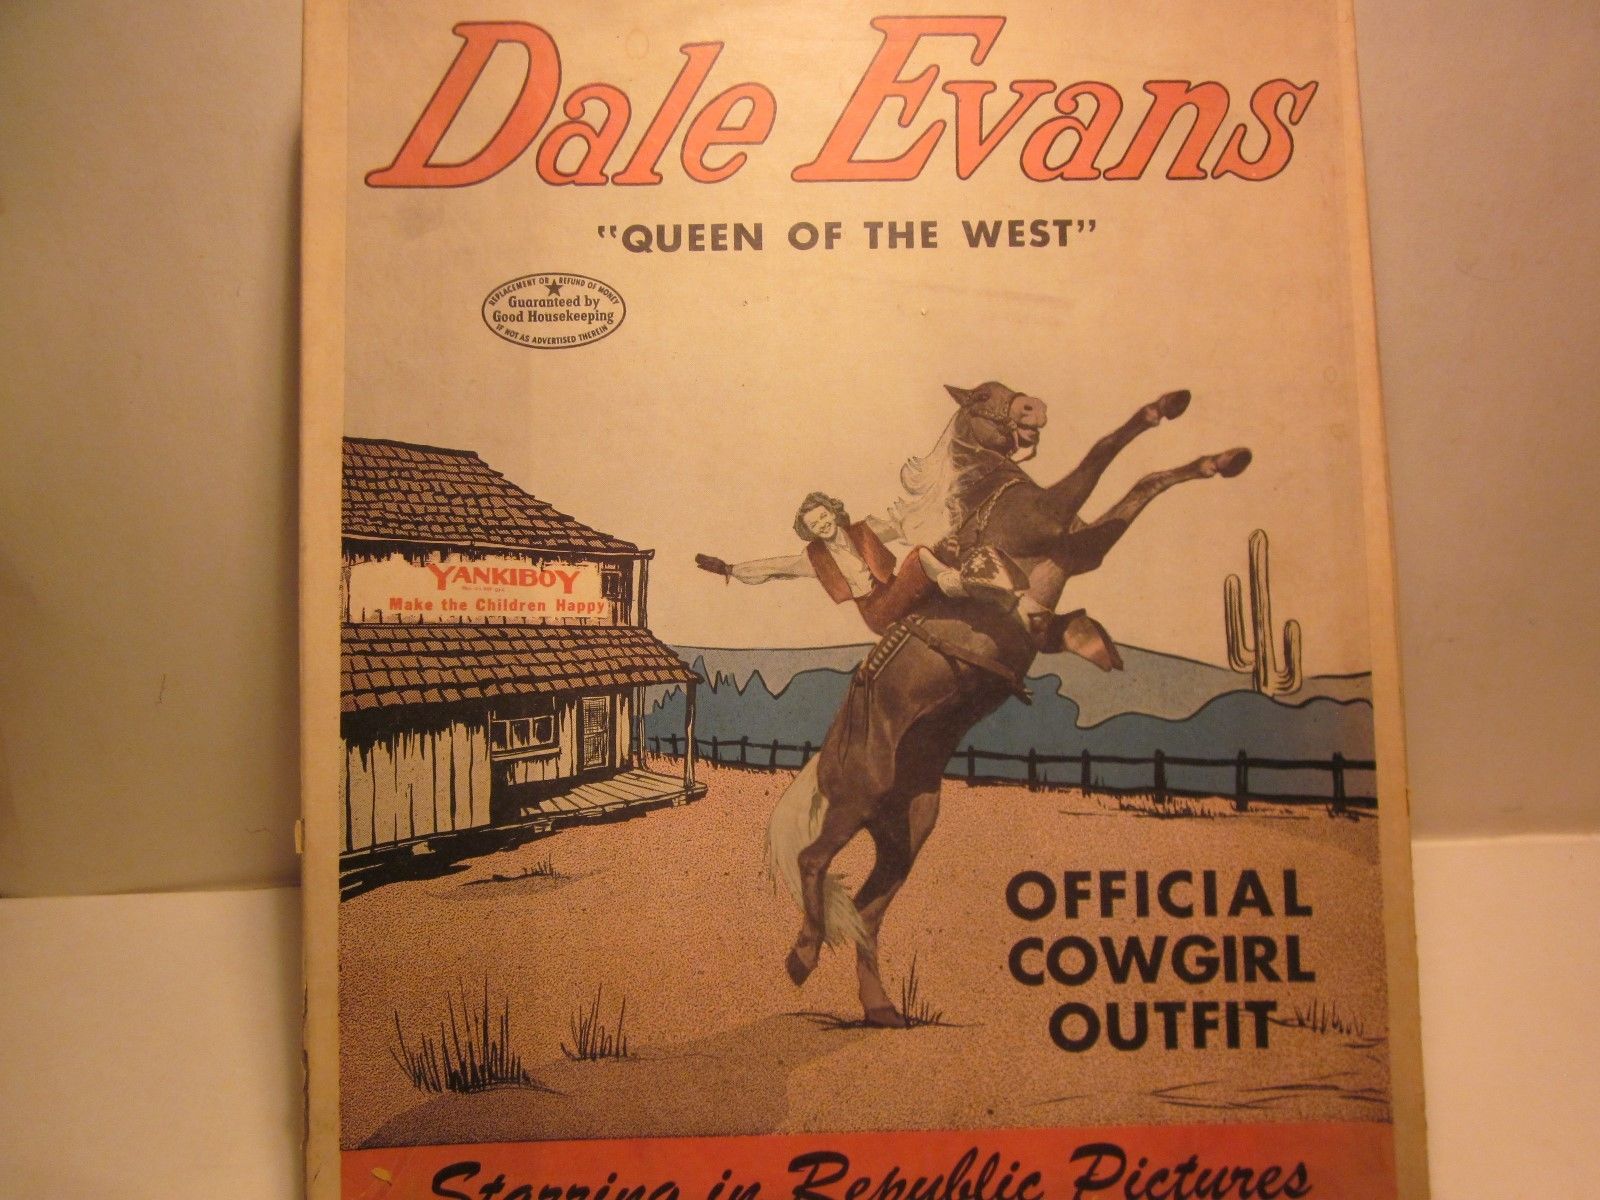 Dale Evans
"QUEEN OF THE WEST"
REPLACEMENT OR REFUND OF MONEY
Guaranteed by
Good Housekeeping
IF NOT AS ADVERTISED THEREIN
YANKIBOY
Make the Children Happy
OFFICIAL
COWGIRL
OUTFIT
Starring in Republic Pictures